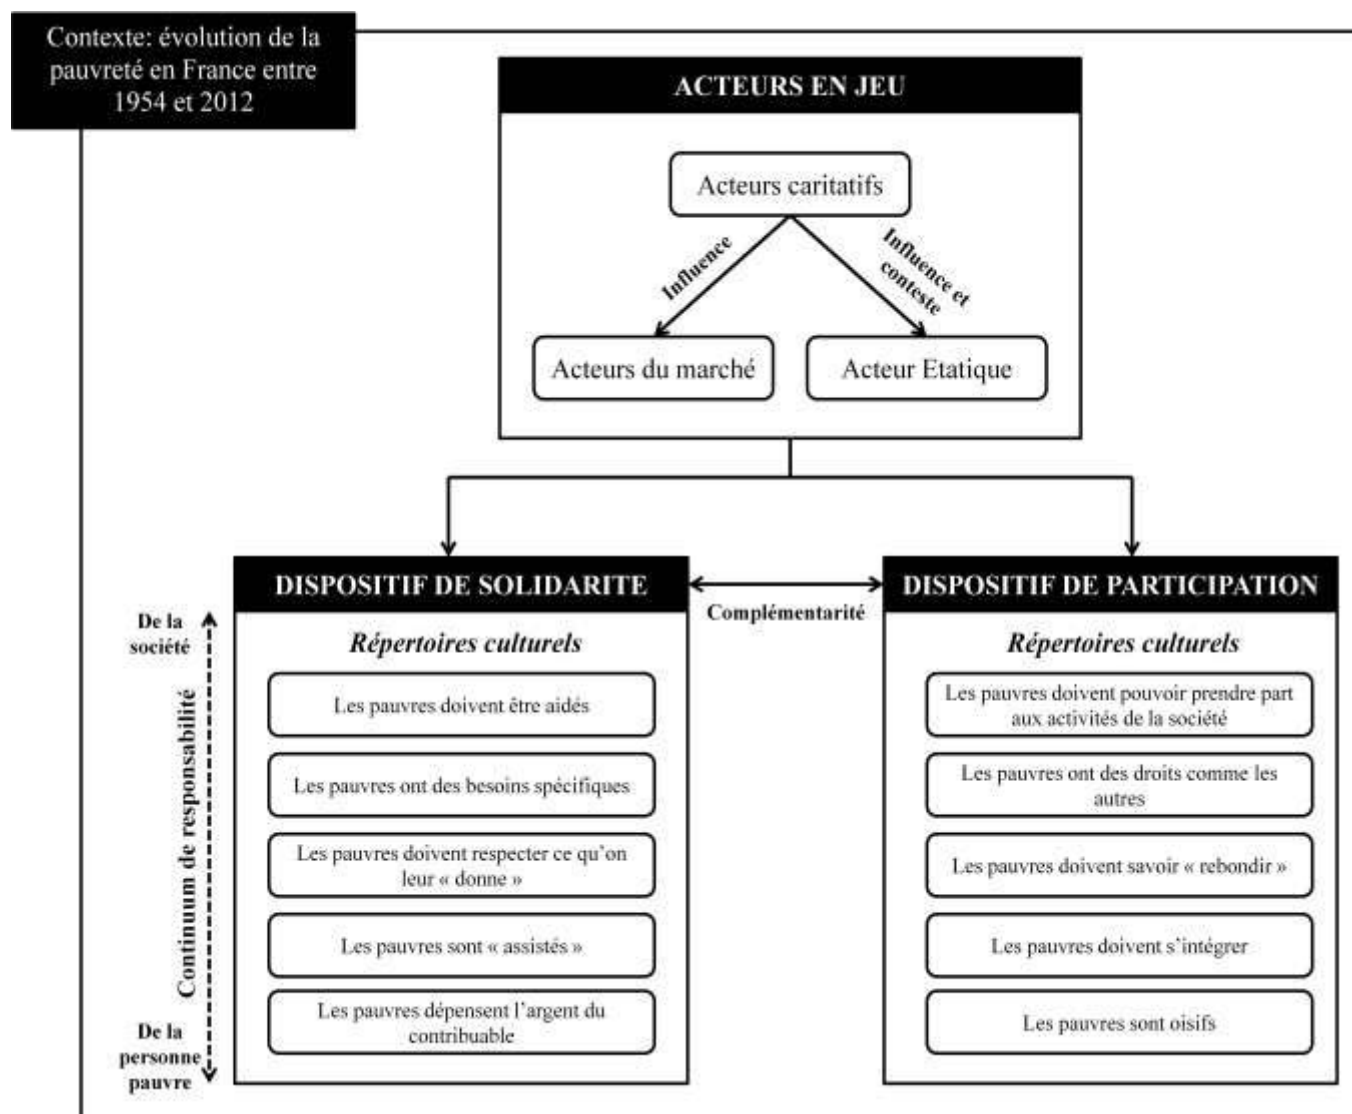 Contexte: évolution de la
pauvreté en France entre
1954 et 2012
ACTEURS EN JEU
Acteurs caritatifs
Influence
Influence et
conteste
Acteurs du marché
Acteur Etatique
DISPOSITIF DE SOLIDARITE
Complémentarité
DISPOSITIF DE PARTICIPATION
De la
société
Continuum de responsabilité
De la
personne
pauvre
Répertoires culturels
Les pauvres doivent être aidés
Les pauvres ont des besoins spécifiques
Les pauvres doivent respecter ce qu’on
leur « donne »
Les pauvres sont « assistés »
Les pauvres dépensent l’argent du
contribuable
Répertoires culturels
Les pauvres doivent pouvoir prendre part
aux activités de la société
Les pauvres ont des droits comme les
autres
Les pauvres doivent savoir « rebondir »
Les pauvres doivent s’intégrer
Les pauvres sont oisifs